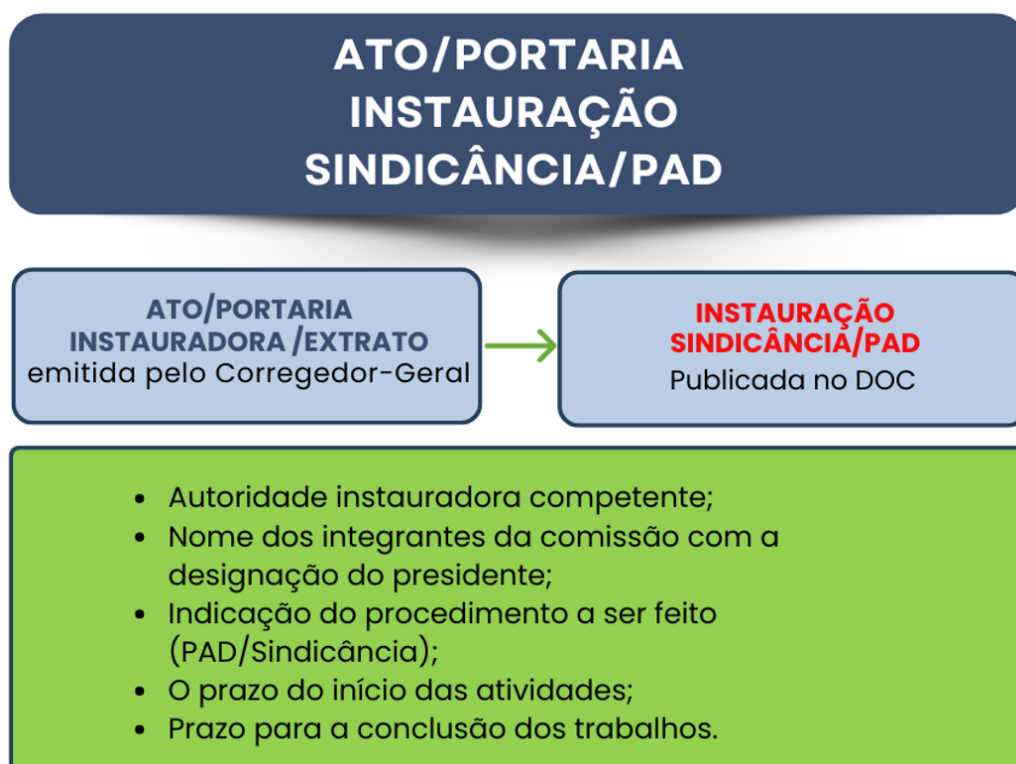 ATO/PORTARIA
INSTAURAÇÃO
SINDICÂNCIA/PAD
ATO/PORTARIA
INSTAURADORA /EXTRATO
emitida pelo Corregedor-Geral
INSTAURAÇÃO
SINDICÂNCIA/PAD
Publicada no DOC
• Autoridade instauradora competente;
• Nome dos integrantes da comissão com a
designação do presidente;
• Indicação do procedimento a ser feito
(PAD/Sindicância);
• O prazo do início das atividades;
• Prazo para a conclusão dos trabalhos.